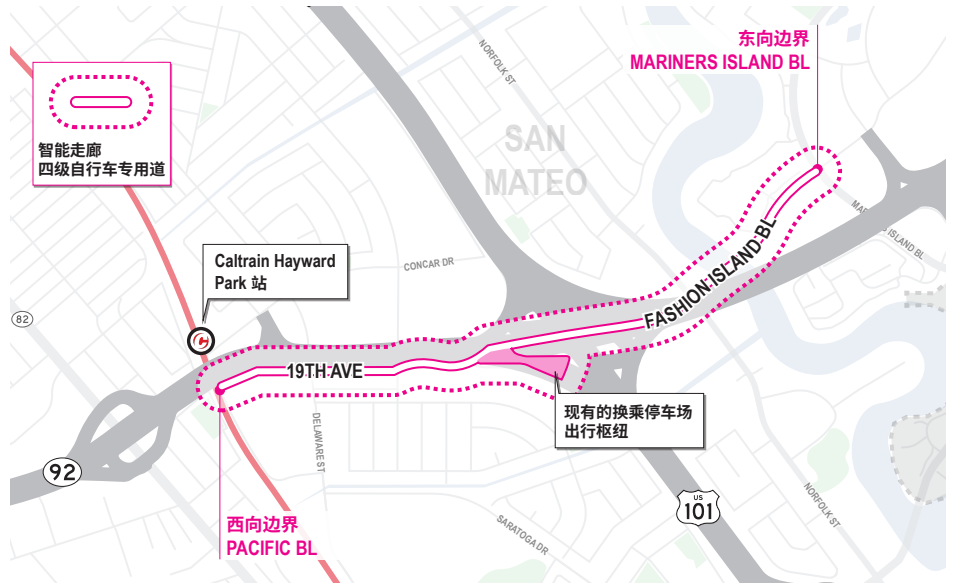 东向边界
MARINERS ISLAND BL
NORFOLK ST
智能走廊
四级自行车专用道
SAN
MATEO
Caltrain Hayward
Park 站
CONCAR DR
MARINERS ISLAND BL
FASHION ISLAND BL
82
19TH AVE
现有的换乘停车场
出行枢纽
DELAWARE ST
92
US
101
NORFOLK ST
SARATOGA DR
西向边界
PACIFIC BL